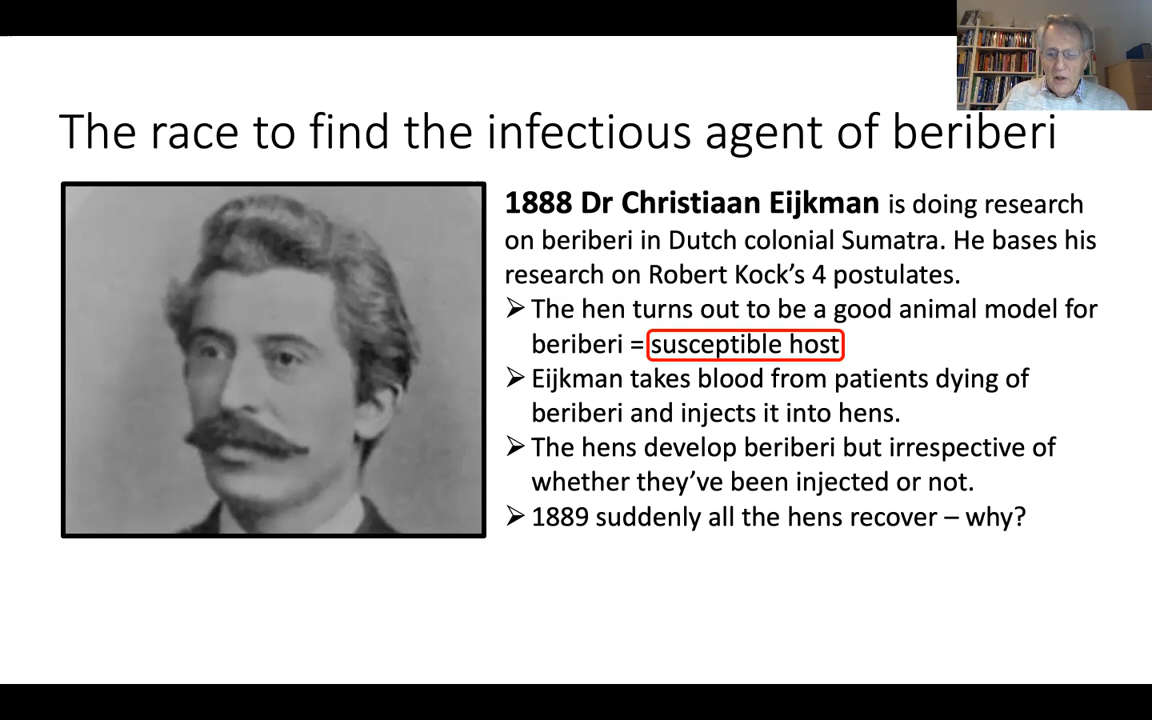 The race to find the infectious agent of beriberi
1888 Dr Christiaan Eijkman is doing research
on beriberi in Dutch colonial Sumatra. He bases his
research on Robert Kock’s 4 postulates.
➢ The hen turns out to be a good animal model for
beriberi = susceptible host
➢ Eijkman takes blood from patients dying of
beriberi and injects it into hens.
➢ The hens develop beriberi but irrespective of
whether they’ve been injected or not.
➢ 1889 suddenly all the hens recover – why?